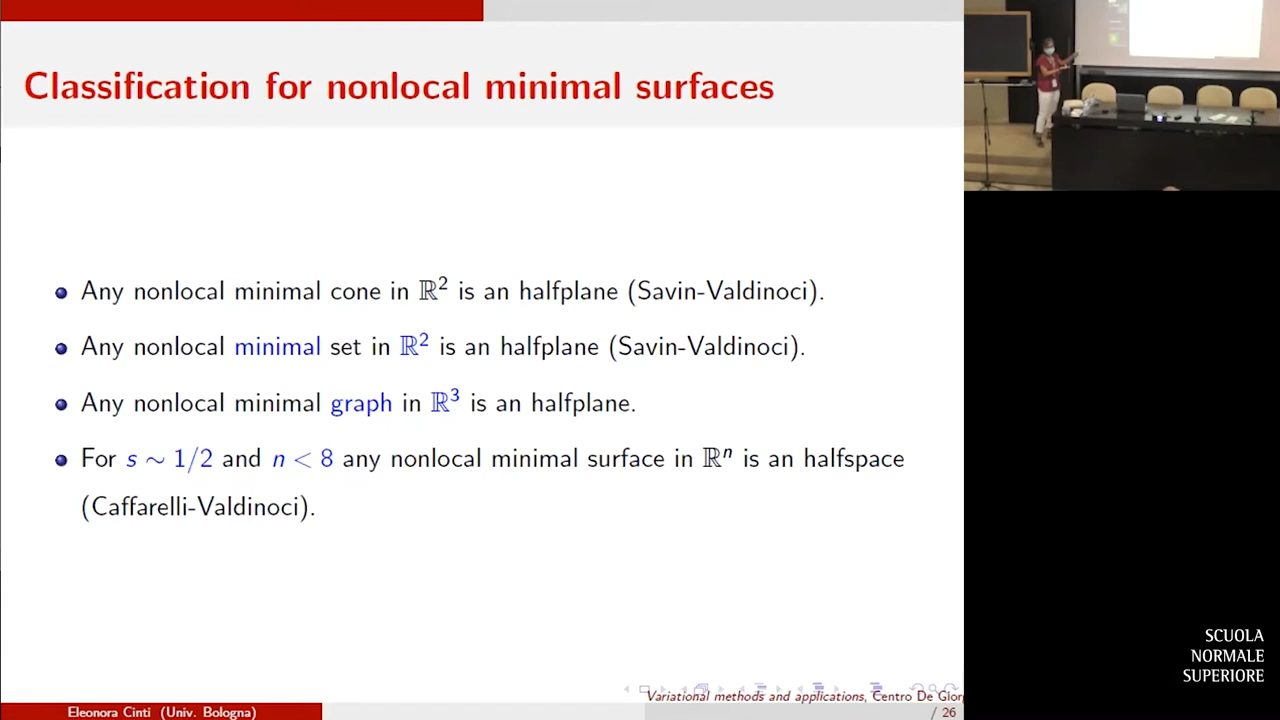 Classification for nonlocal minimal surfaces
Any nonlocal minimal cone in ℝ² is an halfplane (Savin-Valdinoci).
Any nonlocal minimal set in ℝ² is an halfplane (Savin-Valdinoci).
Any nonlocal minimal graph in ℝ³ is an halfplane.
For s ∼ 1/2 and n < 8 any nonlocal minimal surface in ℝⁿ is an halfspace
(Caffarelli-Valdinoci).
Variational methods and applications, Centro De Giorg
Eleonora Cinti (Univ. Bologna)
/ 26
SCUOLA
NORMALE
SUPERIORE